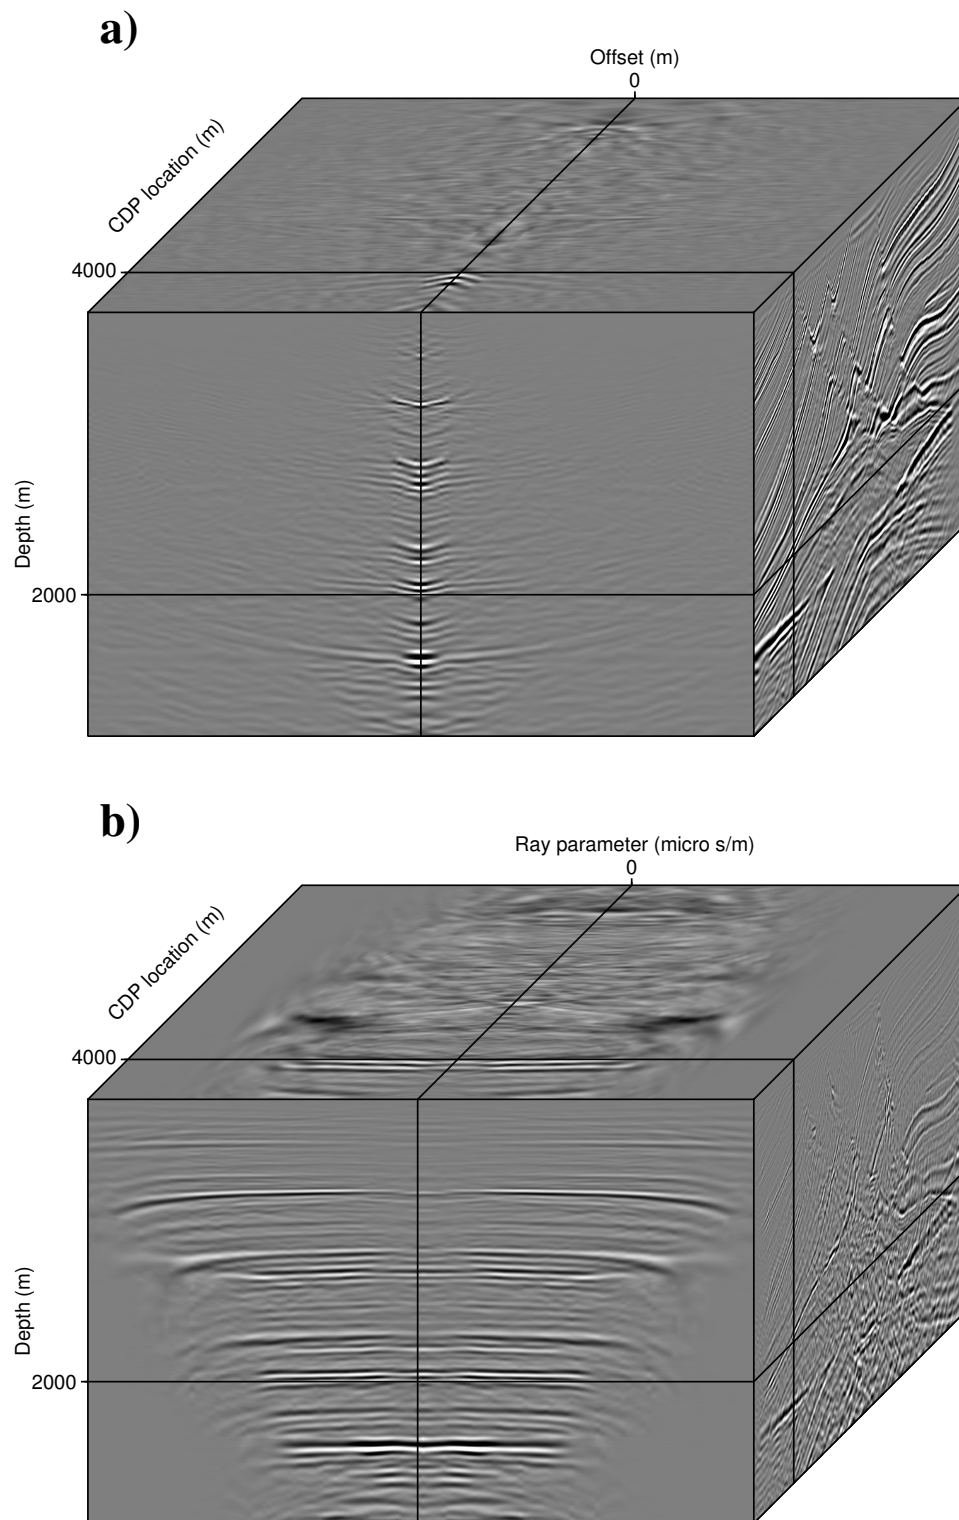 a)
Offset (m)
0
CDP location (m)
4000
Depth (m)
2000
b)
Ray parameter (micro s/m)
0
CDP location (m)
4000
Depth (m)
2000